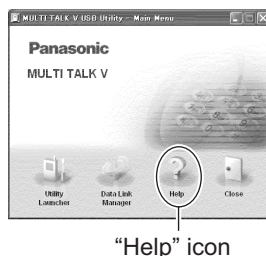 MULTI TALK V USB Utility - Main Menu
Panasonic
MULTI TALK V
Utility
Launcher
Data Link
Manager
Help
Close
“Help” icon